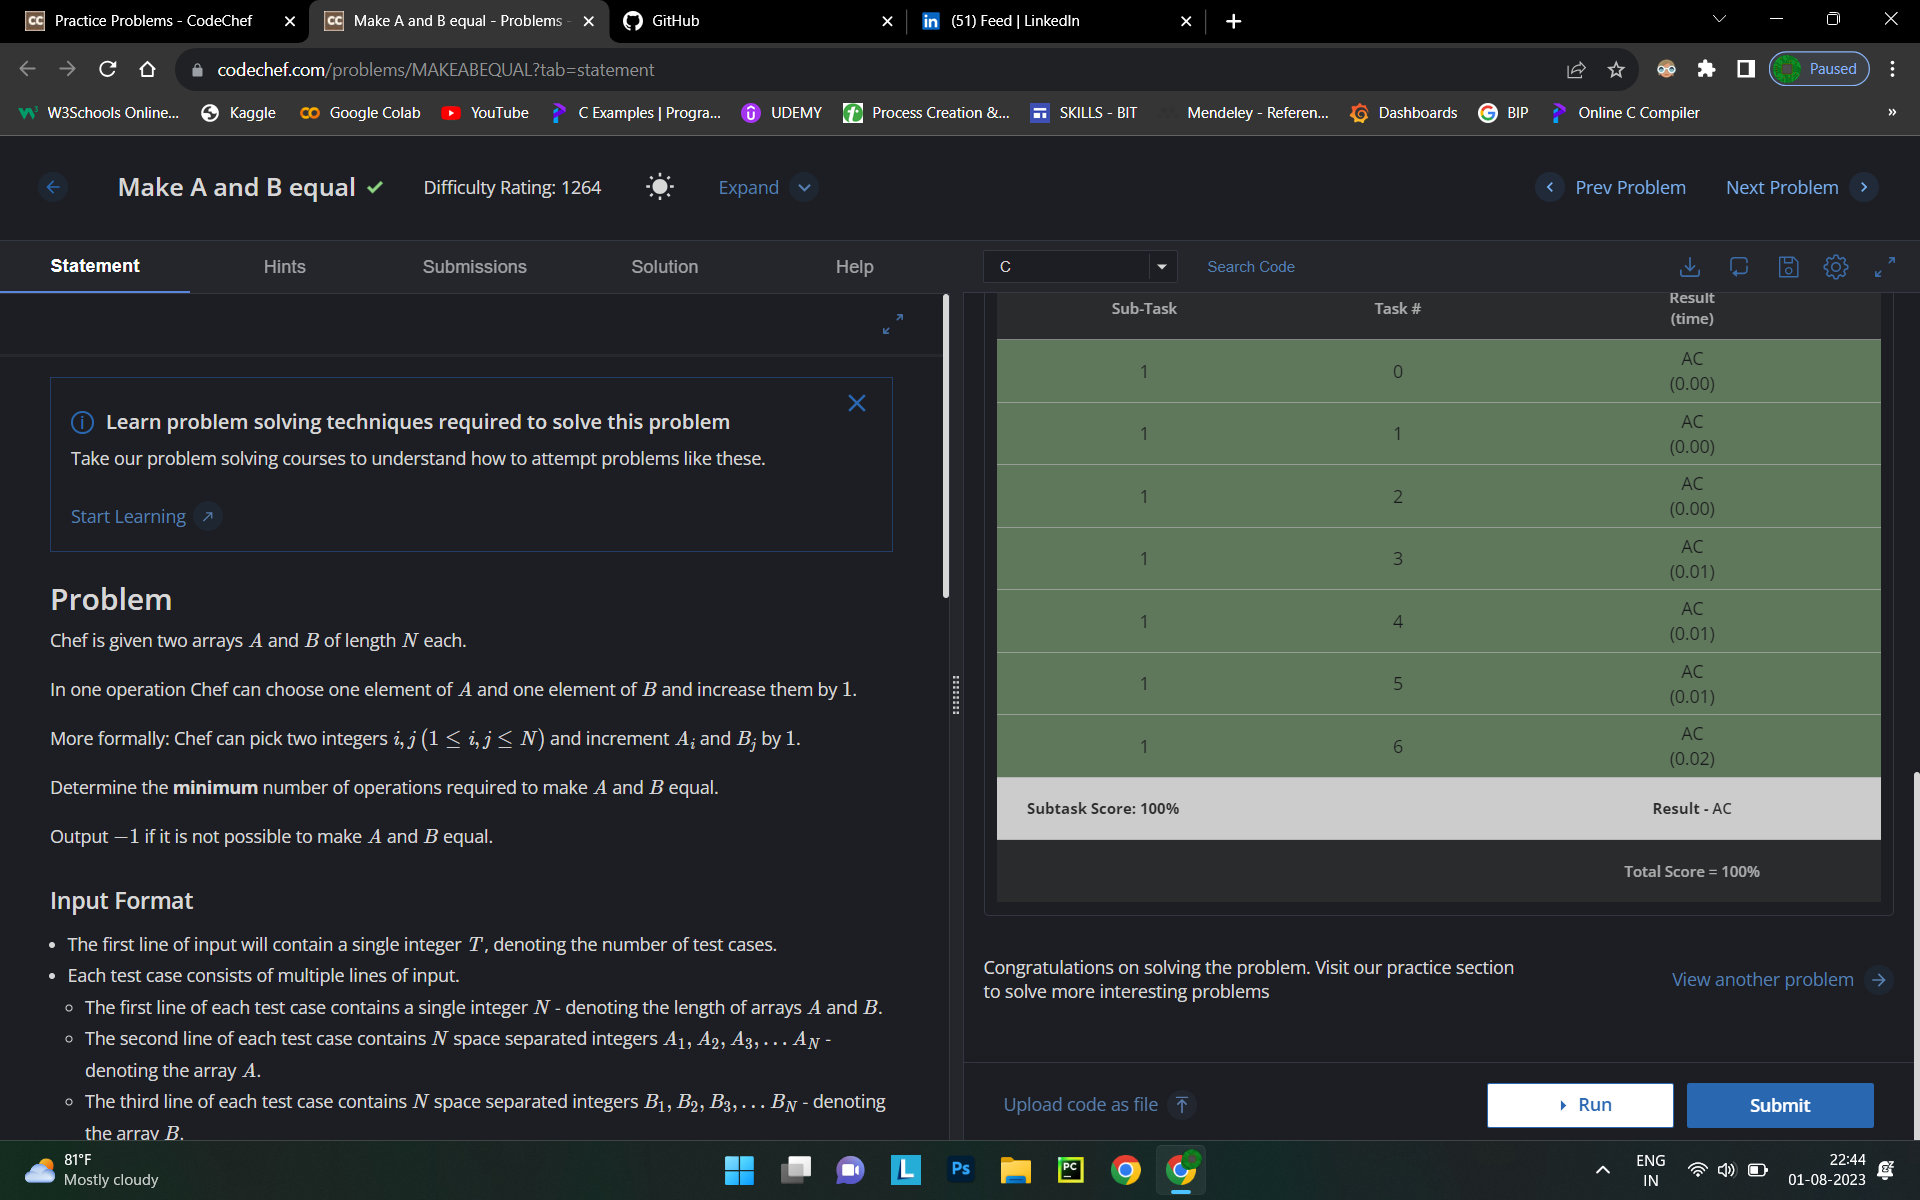 Practice Problems - CodeChef
Make A and B equal - Problems -
GitHub
(51) Feed | LinkedIn
codechef.com/problems/MAKEABEQUAL?tab=statement
Paused
W3Schools Online...
Kaggle
Google Colab
YouTube
C Examples | Progra...
UDEMY
Process Creation &...
SKILLS - BIT
Mendeley - Referen...
Dashboards
BIP
Online C Compiler
»
Make A and B equal
Difficulty Rating: 1264
Expand
Prev Problem
Next Problem
Statement
Hints
Submissions
Solution
Help
C
Search Code
Learn problem solving techniques required to solve this problem
Take our problem solving courses to understand how to attempt problems like these.
Start Learning
Problem
Chef is given two arrays A and B of length N each.
In one operation Chef can choose one element of A and one element of B and increase them by 1.
More formally: Chef can pick two integers i, j (1 ≤ i, j ≤ N) and increment Aᵢ and Bⱼ by 1.
Determine the minimum number of operations required to make A and B equal.
Output −1 if it is not possible to make A and B equal.
Input Format
• The first line of input will contain a single integer T, denoting the number of test cases.
• Each test case consists of multiple lines of input.
◦ The first line of each test case contains a single integer N - denoting the length of arrays A and B.
◦ The second line of each test case contains N space separated integers A₁, A₂, A₃, . . . A_N -
denoting the array A.
◦ The third line of each test case contains N space separated integers B₁, B₂, B₃, . . . B_N - denoting
the array B.
Sub-Task Task # Result
(time)
1 0 AC
(0.00)
1 1 AC
(0.00)
1 2 AC
(0.00)
1 3 AC
(0.01)
1 4 AC
(0.01)
1 5 AC
(0.01)
1 6 AC
(0.02)
Subtask Score: 100% Result - AC
Total Score = 100%
Congratulations on solving the problem. Visit our practice section
to solve more interesting problems
View another problem
Upload code as file
Run
Submit
81°F
Mostly cloudy
L
Ps
PC
ENG
IN
22:44
01-08-2023